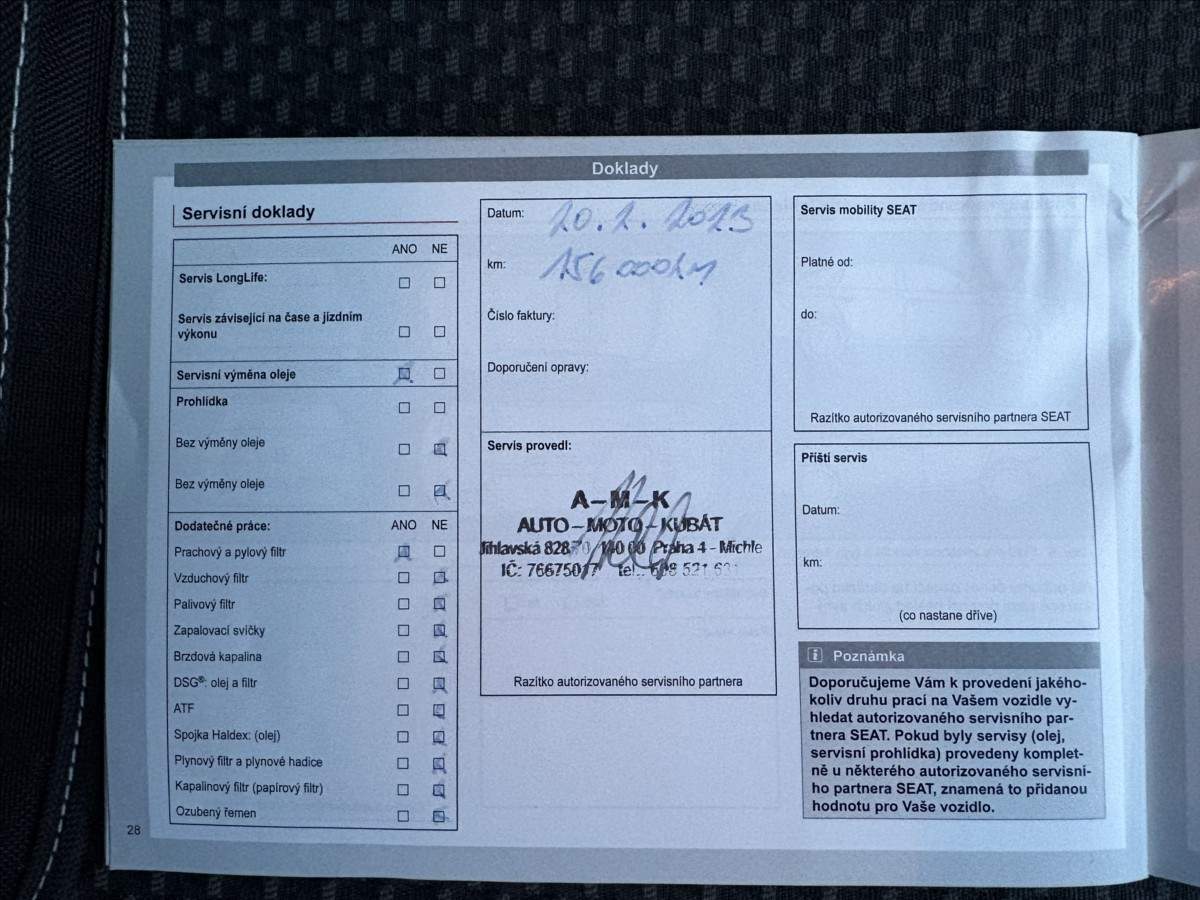 Doklady
Servisní doklady
ANO NE
Servis LongLife:
Servis závisející na čase a jízdním
výkonu
Servisní výměna oleje
Prohlídka
Bez výměny oleje
Bez výměny oleje
Dodatečné práce: ANO NE
Prachový a pylový filtr
Vzduchový filtr
Palivový filtr
Zapalovací svíčky
Brzdová kapalina
DSG®: olej a filtr
ATF
Spojka Haldex: (olej)
Plynový filtr a plynové hadice
Kapalinový filtr (papírový filtr)
Ozubený řemen
28
Datum: 20.2.2023
km: 156 000km
Číslo faktury:
Doporučení opravy:
Servis provedl:
A-M-K
AUTO-MOTO-KUBÁT
Jihlavská 140 00 Praha 4 - Michle
IČ: tel.:
Razítko autorizovaného servisního partnera
Servis mobility SEAT
Platné od:
do:
Razítko autorizovaného servisního partnera SEAT
Příští servis
Datum:
km:
(co nastane dříve)
Poznámka
Doporučujeme Vám k provedení jakého-
koliv druhu prací na Vašem vozidle vy-
hledat autorizovaného servisního par-
tnera SEAT. Pokud byly servisy (olej,
servisní prohlídka) provedeny komplet-
ně u některého autorizovaného servisní-
ho partnera SEAT, znamená to přidanou
hodnotu pro Vaše vozidlo.